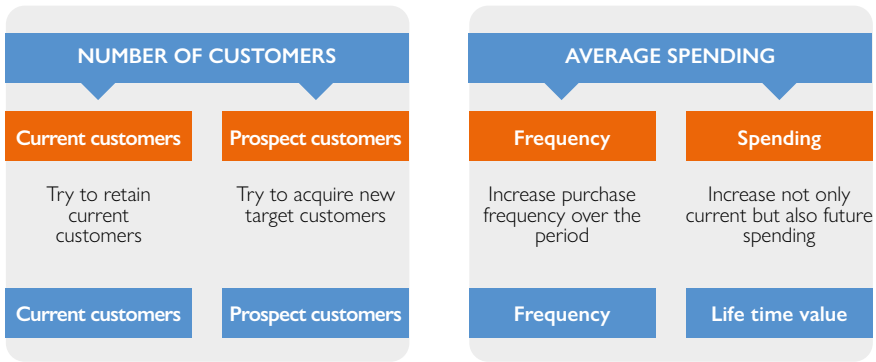 NUMBER OF CUSTOMERS
Current customers
Prospect customers
Try to retain
current
customers
Try to acquire new
target customers
Current customers
Prospect customers
AVERAGE SPENDING
Frequency
Spending
Increase purchase
frequency over the
period
Increase not only
current but also future
spending
Frequency
Life time value